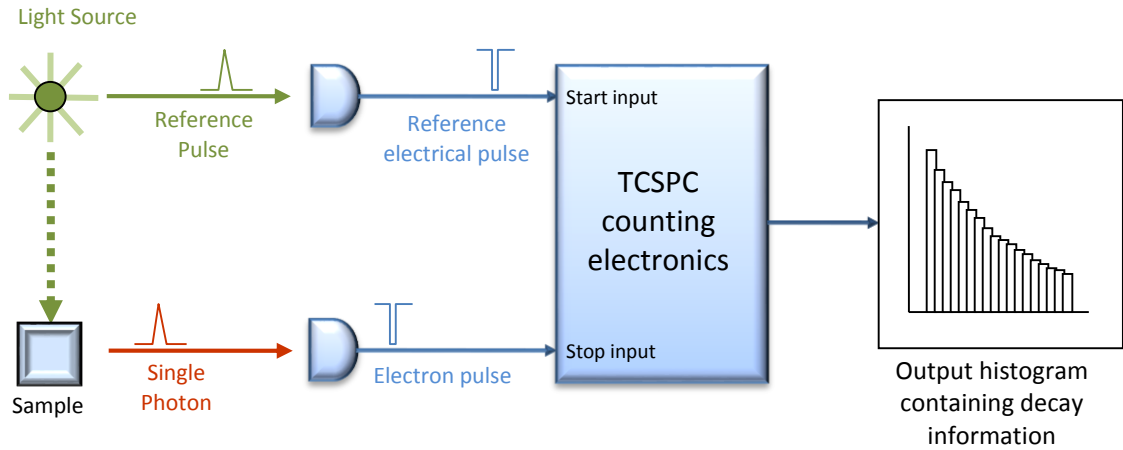 Light Source
Reference
Pulse
Reference
electrical pulse
Start input
TCSPC
counting
electronics
Stop input
Sample
Single
Photon
Electron pulse
Output histogram
containing decay
information